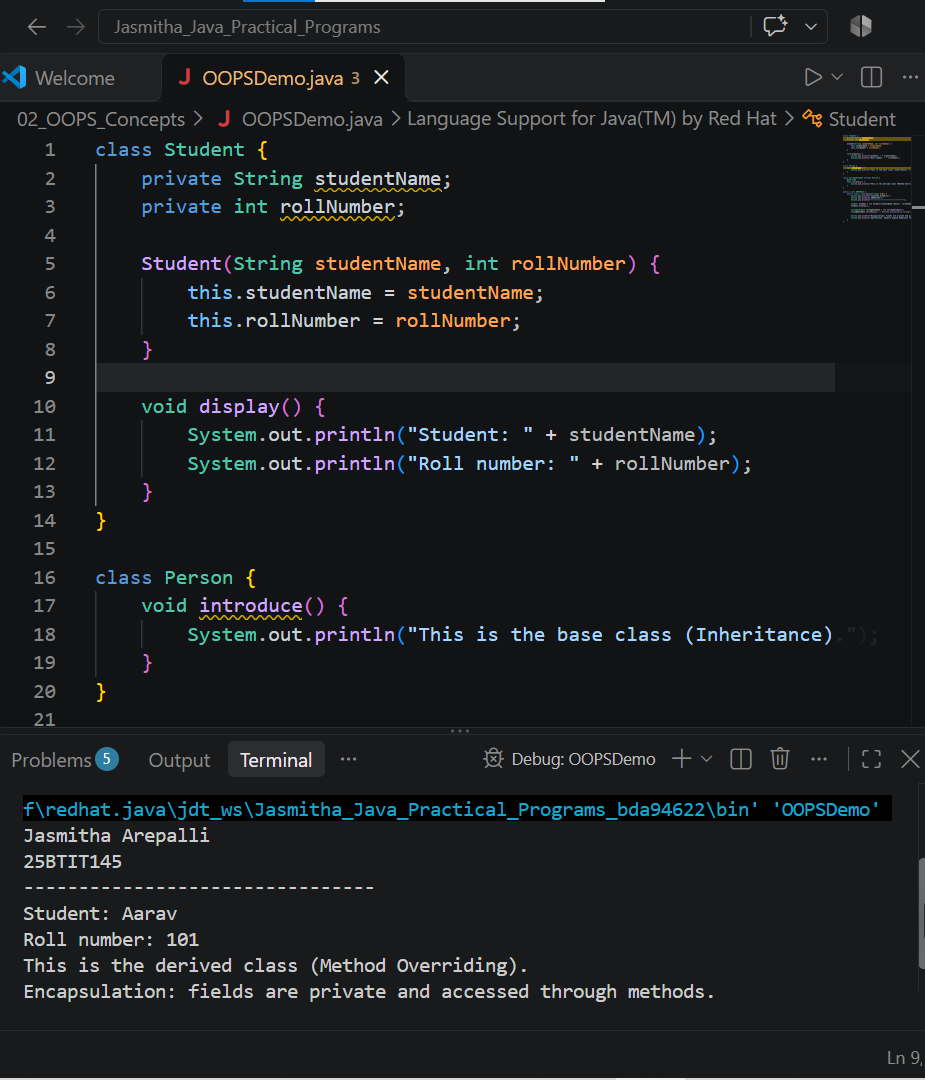 Jasmitha_Java_Practical_Programs
Welcome
J OOPSDemo.java 3
02_OOPS_Concepts > J OOPSDemo.java > Language Support for Java(TM) by Red Hat > Student
1 class Student {
2 private String studentName;
3 private int rollNumber;
4
5 Student(String studentName, int rollNumber) {
6 this.studentName = studentName;
7 this.rollNumber = rollNumber;
8 }
9
10 void display() {
11 System.out.println("Student: " + studentName);
12 System.out.println("Roll number: " + rollNumber);
13 }
14 }
15
16 class Person {
17 void introduce() {
18 System.out.println("This is the base class (Inheritance).");
19 }
20 }
21
Problems 5 Output Terminal ··· Debug: OOPSDemo
f\redhat.java\jdt_ws\Jasmitha_Java_Practical_Programs_bda94622\bin' 'OOPSDemo'
Jasmitha Arepalli
25BTIT145
--------------------------------
Student: Aarav
Roll number: 101
This is the derived class (Method Overriding).
Encapsulation: fields are private and accessed through methods.
Ln 9,